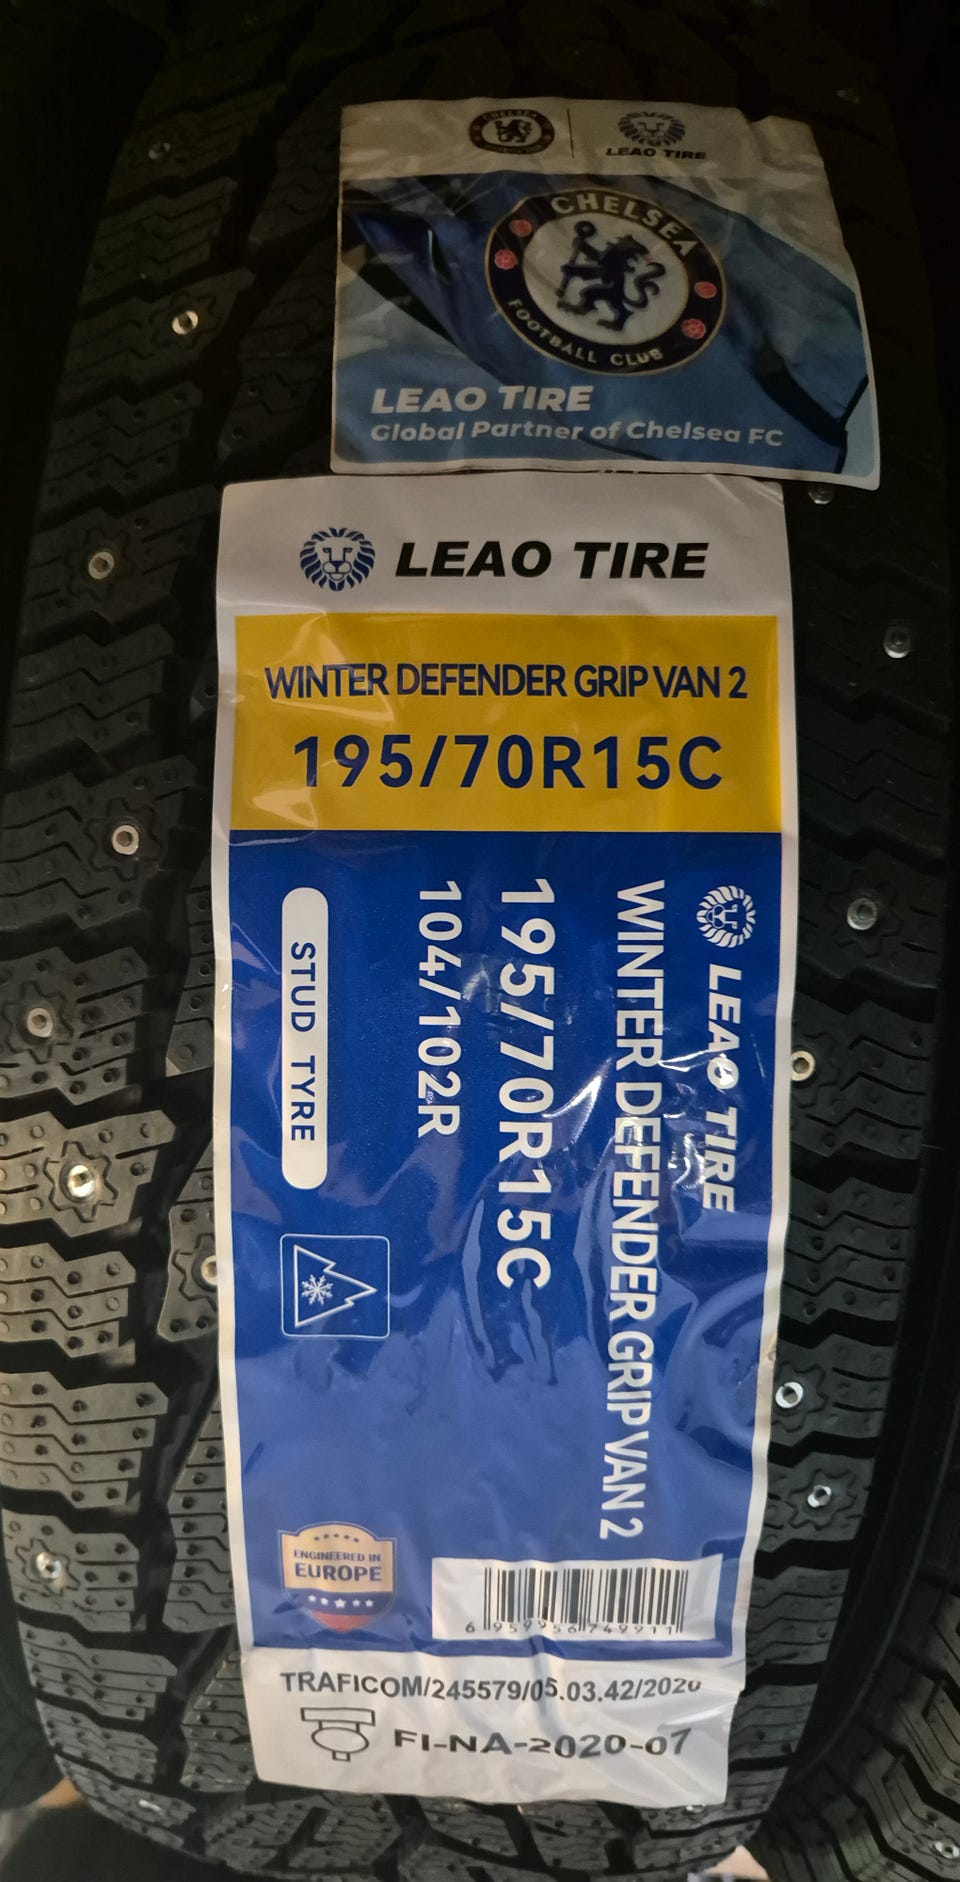 CHELSEA
LEAO TIRE
CHELSEA
FOOTBALL CLUB
LEAO TIRE
Global Partner of Chelsea FC
LEAO TIRE
WINTER DEFENDER GRIP VAN 2
195/70R15C
LEAO TIRE
WINTER DEFENDER GRIP VAN 2
195/70R15C
104/102R
STUD TYRE
ENGINEERED IN
EUROPE
6 959956 749911
TRAFICOM/245579/05.03.42/2020
FI-NA-2020-07